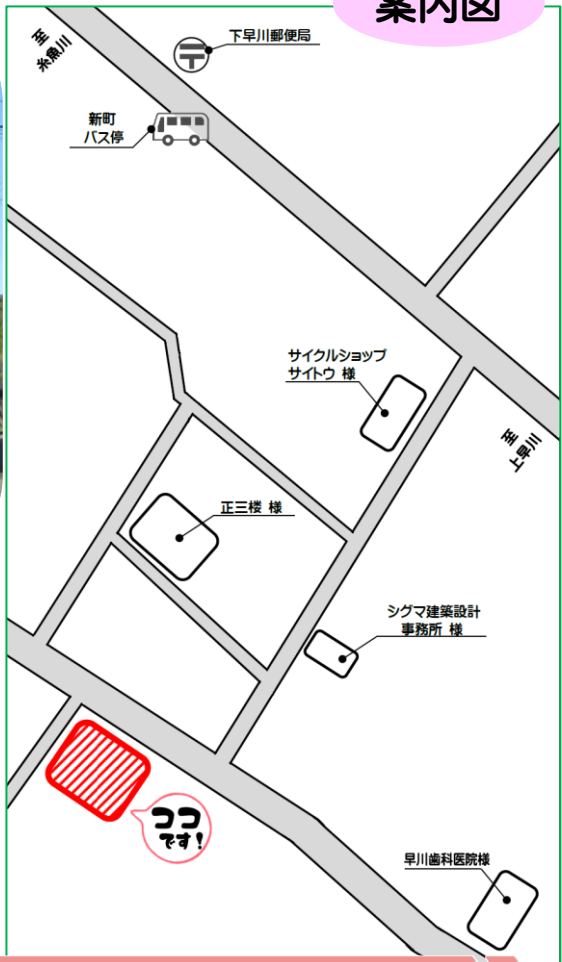 案内図
至
糸魚川
下早川郵便局
新町
バス停
サイクルショップ
サイトウ 様
至
上早川
正三楼 様
シグマ建築設計
事務所 様
ココ
です!
早川歯科医院様